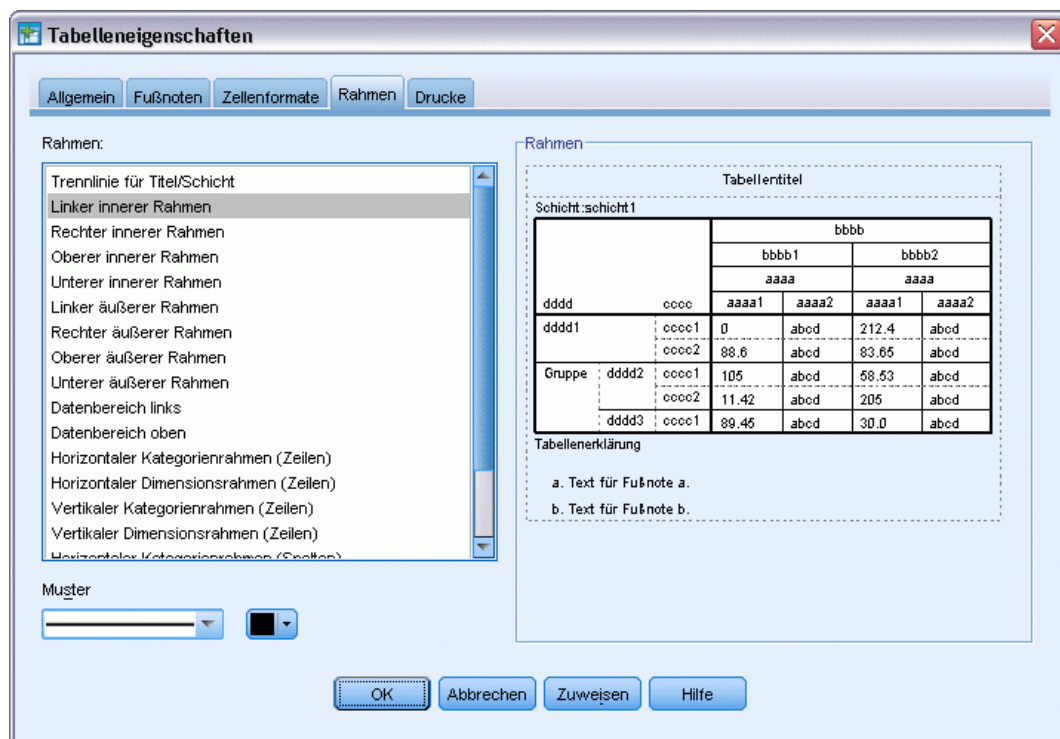 Tabelleneigenschaften
Allgemein Fußnoten Zellenformate Rahmen Drucke
Rahmen:
Trennlinie für Titel/Schicht
Linker innerer Rahmen
Rechter innerer Rahmen
Oberer innerer Rahmen
Unterer innerer Rahmen
Linker äußerer Rahmen
Rechter äußerer Rahmen
Oberer äußerer Rahmen
Unterer äußerer Rahmen
Datenbereich links
Datenbereich oben
Horizontaler Kategorienrahmen (Zeilen)
Horizontaler Dimensionsrahmen (Zeilen)
Vertikaler Kategorienrahmen (Zeilen)
Vertikaler Dimensionsrahmen (Zeilen)
Horizontaler Kategorienrahmen (Spalten)
Muster
Rahmen
Tabellentitel
Schicht:schicht1
bbbb
bbbb1 bbbb2
aaaa aaaa
dddd cccc aaaa1 aaaa2 aaaa1 aaaa2
dddd1 cccc1 0 abcd 212.4 abcd
cccc2 88.6 abcd 83.65 abcd
Gruppe dddd2 cccc1 105 abcd 58.53 abcd
cccc2 11.42 abcd 205 abcd
dddd3 cccc1 89.45 abcd 30.0 abcd
Tabellenerklärung
a. Text für Fußnote a.
b. Text für Fußnote b.
OK Abbrechen Zuweisen Hilfe